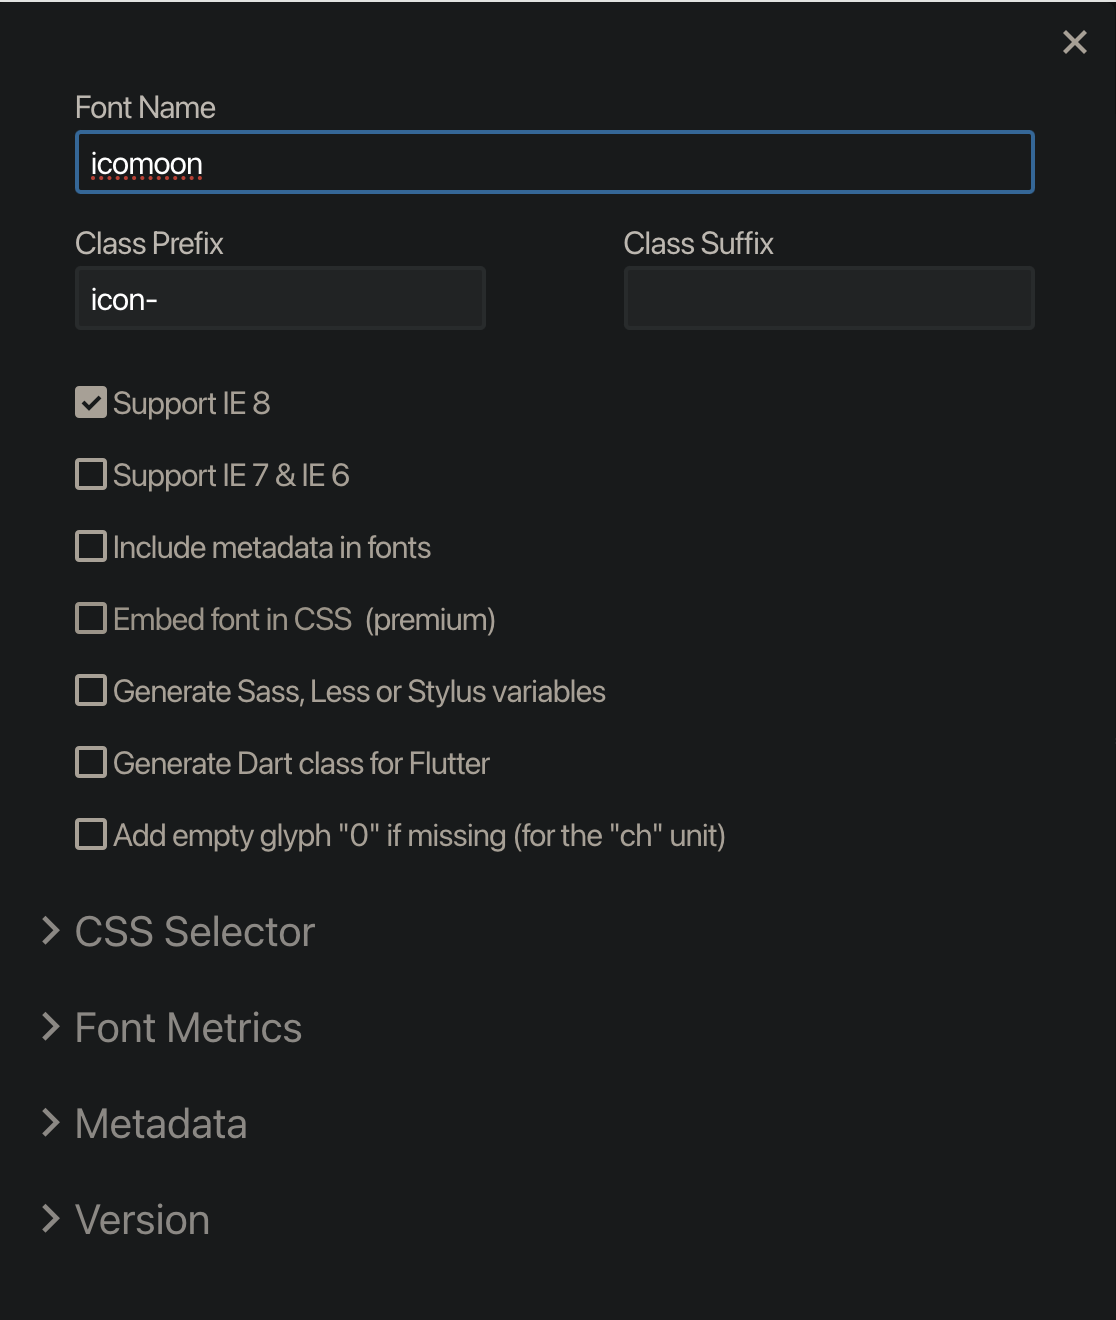 Font Name
icomoon
Class Prefix
Class Suffix
icon-
Support IE 8
Support IE 7 & IE 6
Include metadata in fonts
Embed font in CSS (premium)
Generate Sass, Less or Stylus variables
Generate Dart class for Flutter
Add empty glyph "0" if missing (for the "ch" unit)
CSS Selector
Font Metrics
Metadata
Version